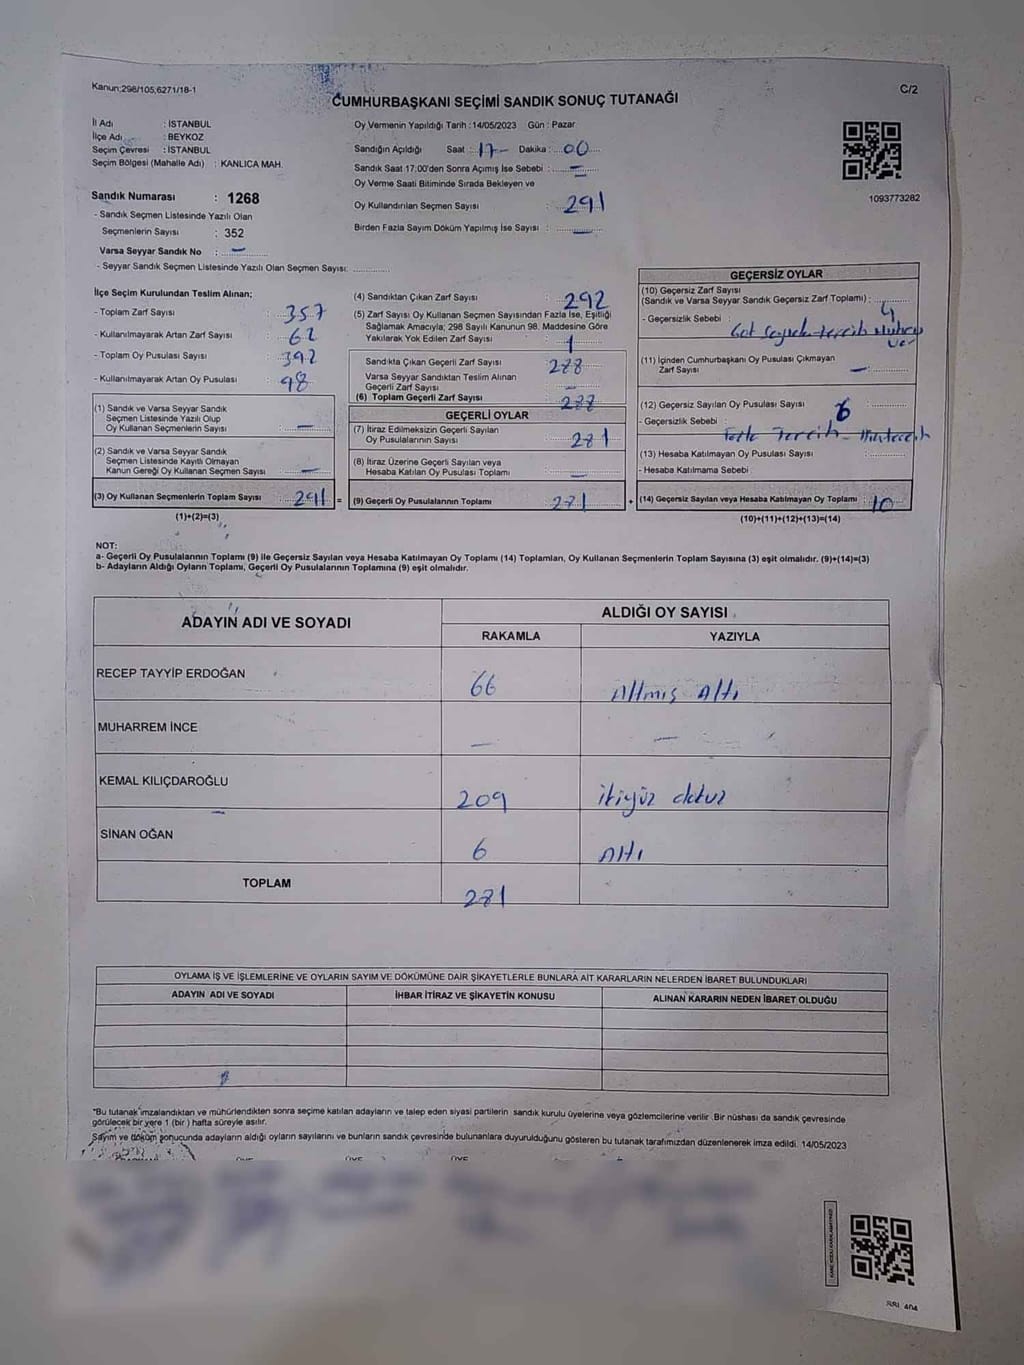 Kanun;298/105,6271/18-1
C/2
CUMHURBAŞKANI SEÇİMİ SANDIK SONUÇ TUTANAĞI
İl Adı : İSTANBUL
İlçe Adı : BEYKOZ
Seçim Çevresi : İSTANBUL
Seçim Bölgesi (Mahalle Adı) : KANLICA MAH.
Oy Vermenin Yapıldığı Tarih : 14/05/2023 Gün : Pazar
Sandığın Açıldığı Saat : 17 Dakika : 00
Sandık Saat 17:00'den Sonra Açımış İse Sebebi : –
Oy Verme Saati Bitiminde Sırada Bekleyen ve
Oy Kullandırılan Seçmen Sayısı : 291
Birden Fazla Sayım Döküm Yapılmış İse Sayısı : –
1093773282
Sandık Numarası : 1268
- Sandık Seçmen Listesinde Yazılı Olan
Seçmenlerin Sayısı : 352
Varsa Seyyar Sandık No : –
- Seyyar Sandık Seçmen Listesinde Yazılı Olan Seçmen Sayısı:
İlçe Seçim Kurulundan Teslim Alınan;
- Toplam Zarf Sayısı : 357
- Kullanılmayarak Artan Zarf Sayısı : 62
- Toplam Oy Pusulası Sayısı : 392
- Kullanılmayarak Artan Oy Pusulası : 98
(1) Sandık ve Varsa Seyyar Sandık
Seçmen Listesinde Yazılı Olup
Oy Kullanan Seçmenlerin Sayısı : –
(2) Sandık ve Varsa Seyyar Sandık
Seçmen Listesinde Kayıtlı Olmayan
Kanun Gereği Oy Kullanan Seçmen Sayısı : –
(3) Oy Kullanan Seçmenlerin Toplam Sayısı : 291 =
(1)+(2)=(3)
(4) Sandıktan Çıkan Zarf Sayısı : 292
(5) Zarf Sayısı Oy Kullanan Seçmen Sayısından Fazla İse, Eşitliği
Sağlamak Amacıyla; 298 Sayılı Kanunun 98. Maddesine Göre
Yakılarak Yok Edilen Zarf Sayısı : 1
Sandıkta Çıkan Geçerli Zarf Sayısı : 288
Varsa Seyyar Sandıktan Teslim Alınan
Geçerli Zarf Sayısı : –
(6) Toplam Geçerli Zarf Sayısı : 288
GEÇERLİ OYLAR
(7) İtiraz Edilmeksizin Geçerli Sayılan
Oy Pusulalarının Sayısı : 281
(8) İtiraz Üzerine Geçerli Sayılan veya
Hesaba Katılan Oy Pusulası Toplamı : –
(9) Geçerli Oy Pusulalarının Toplamı : 281 +
GEÇERSİZ OYLAR
(10) Geçersiz Zarf Sayısı
(Sandık ve Varsa Seyyar Sandık Geçersiz Zarf Toplamı) : 4
- Geçersizlik Sebebi :
(11) İçinden Cumhurbaşkanı Oy Pusulası Çıkmayan
Zarf Sayısı : –
(12) Geçersiz Sayılan Oy Pusulası Sayısı : 6
- Geçersizlik Sebebi : Fazla Tercih
(13) Hesaba Katılmayan Oy Pusulası Sayısı :
- Hesaba Katılmama Sebebi :
(14) Geçersiz Sayılan veya Hesaba Katılmayan Oy Toplamı : 10
(10)+(11)+(12)+(13)=(14)
NOT:
a- Geçerli Oy Pusulalarının Toplamı (9) ile Geçersiz Sayılan veya Hesaba Katılmayan Oy Toplamı (14) Toplamları, Oy Kullanan Seçmenlerin Toplam Sayısına (3) eşit olmalıdır. (9)+(14)=(3)
b- Adayların Aldığı Oyların Toplamı, Geçerli Oy Pusulalarının Toplamına (9) eşit olmalıdır.
ADAYIN ADI VE SOYADI
ALDIĞI OY SAYISI
RAKAMLA YAZIYLA
RECEP TAYYİP ERDOĞAN 66 Altmış Altı
MUHARREM İNCE – –
KEMAL KILIÇDAROĞLU 209 ikiyüz dokuz
SİNAN OĞAN 6 Altı
TOPLAM 281
OYLAMA İŞ VE İŞLEMLERİNE VE OYLARIN SAYIM VE DÖKÜMÜNE DAİR ŞİKAYETLERLE BUNLARA AİT KARARLARIN NELERDEN İBARET BULUNDUKLARI
ADAYIN ADI VE SOYADI İHBAR İTİRAZ VE ŞİKAYETİN KONUSU ALINAN KARARIN NEDEN İBARET OLDUĞU
*Bu tutanak imzalandıktan ve mühürlendikten sonra seçime katılan adayların ve talep eden siyasi partilerin sandık kurulu üyelerine veya gözlemcilerine verilir. Bir nüshası da sandık çevresinde
görülecek bir yere 1 (bir ) hafta süreyle asılır.
Sayım ve döküm sonucunda adayların aldığı oyların sayılarını ve bunların sandık çevresinde bulunanlara duyurulduğunu gösteren bu tutanak tarafımızdan düzenlenerek imza edildi. 14/05/2023
ÜYE ÜYE ÜYE